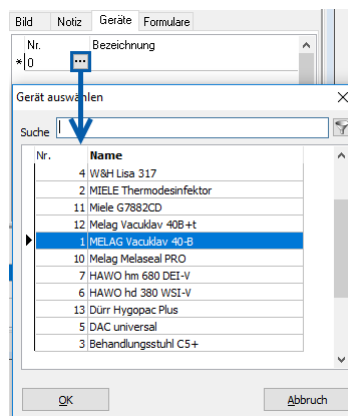 Bild Notiz Geräte Formulare
Nr. Bezeichnung
*0 ...
Gerät auswählen
Suche
Nr. Name
4 W&H Lisa 317
2 MIELE Thermodesinfektor
11 Miele G7882CD
12 Melag Vacuklav 40B+t
1 MELAG Vacuklav 40-B
10 Melag Melaseal PRO
7 HAWO hm 680 DEI-V
6 HAWO hd 380 WSI-V
13 Dürr Hygopac Plus
5 DAC universal
3 Behandlungsstuhl C5+
OK Abbruch